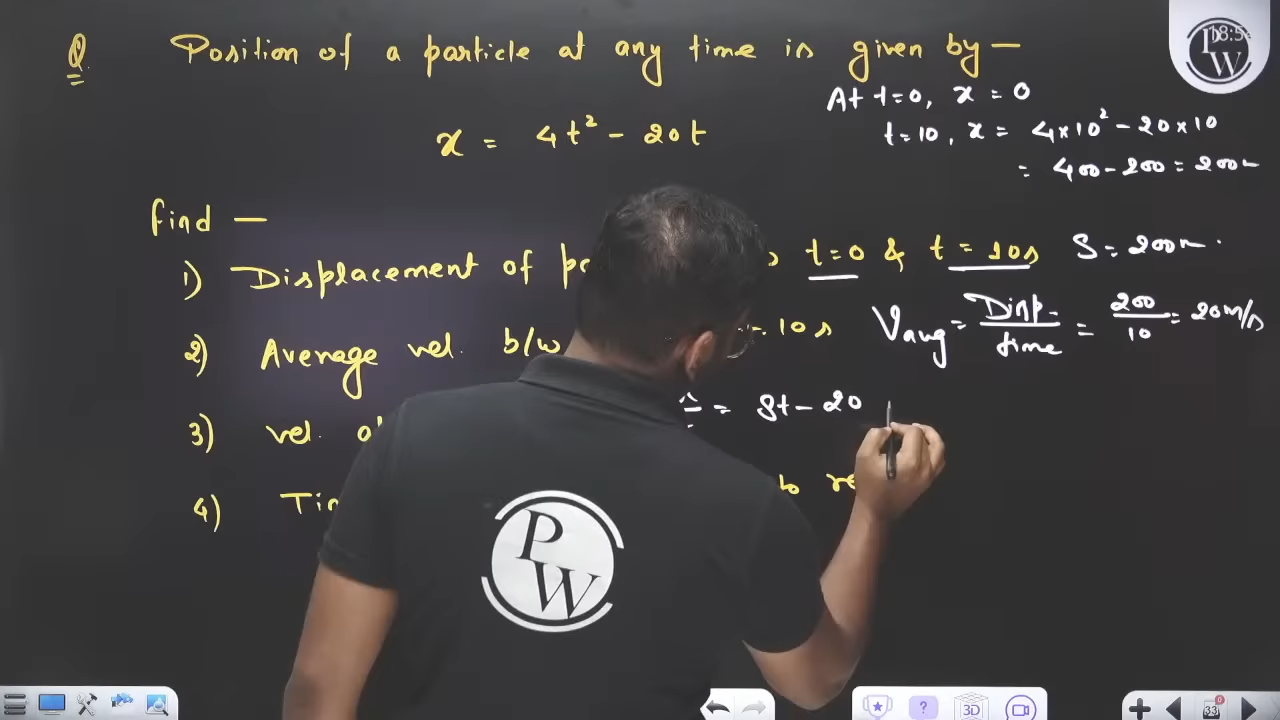 Q. Position of a particle at any time is given by —
At t=0, x = 0
x = 4t² - 20t
t=10, x = 4×10² - 20×10
= 400 - 200 = 200m
find —
1) Displacement of t=0 & t = 10s S = 200m.
2) Average vel. b/w 10s Vavg = Disp. / time = 200 / 10 = 20m/s
3) vel. = 8t - 20
4)
PW
PW
3D
33